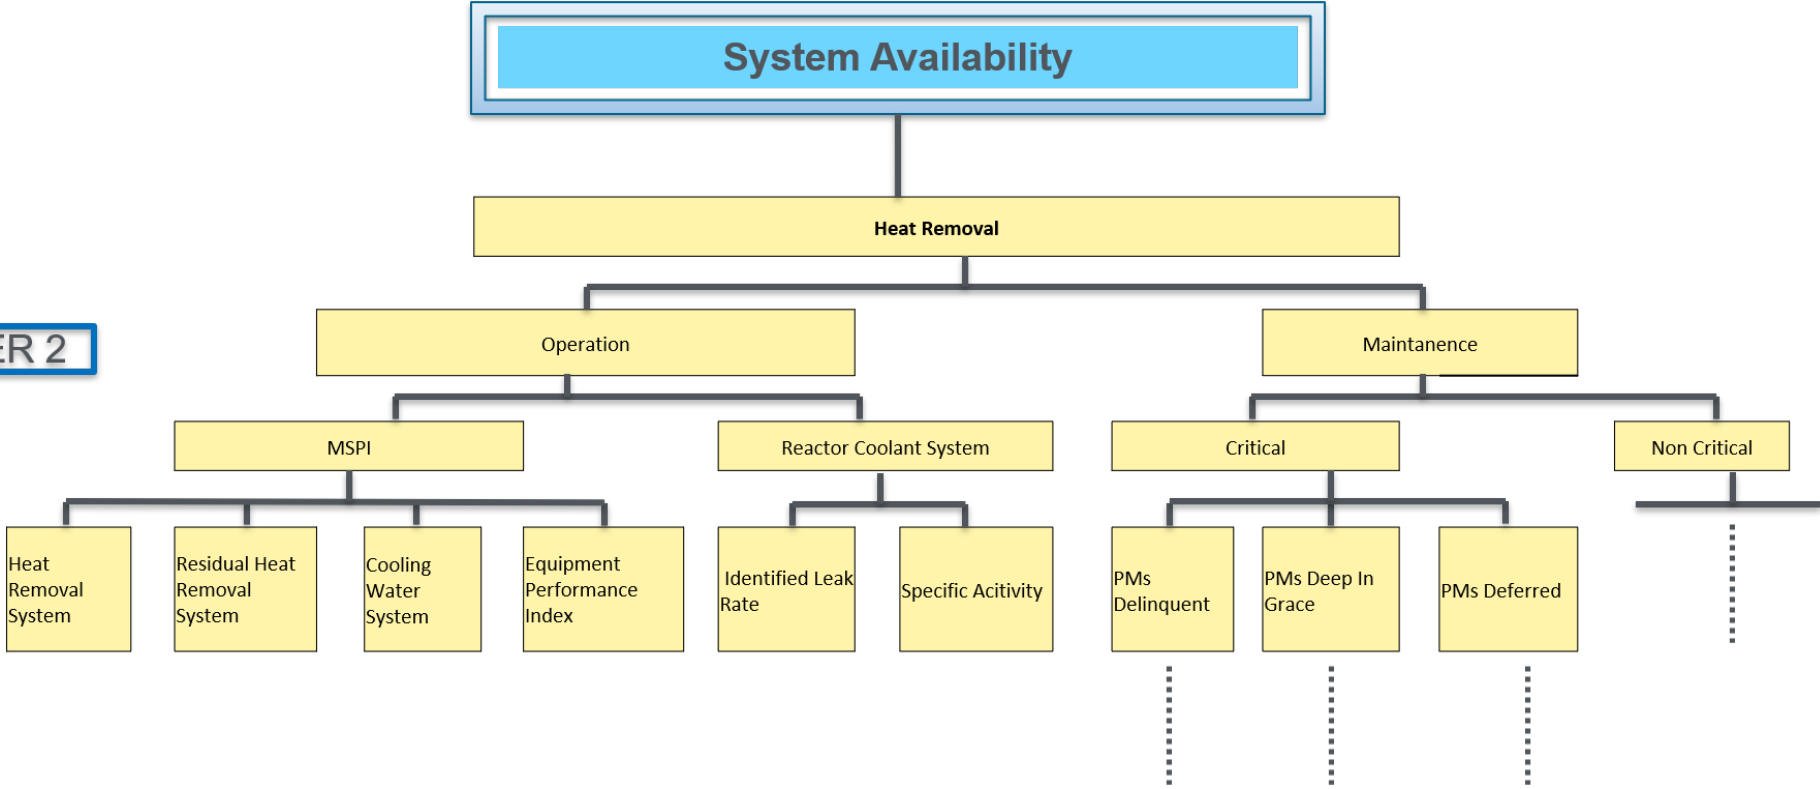 System Availability
Heat Removal
ER 2
Operation
Maintanence
MSPI
Reactor Coolant System
Critical
Non Critical
Heat
Removal
System
Residual Heat
Removal
System
Cooling
Water
System
Equipment
Performance
Index
Identified Leak
Rate
Specific Acitivity
PMs
Delinquent
PMs Deep In
Grace
PMs Deferred